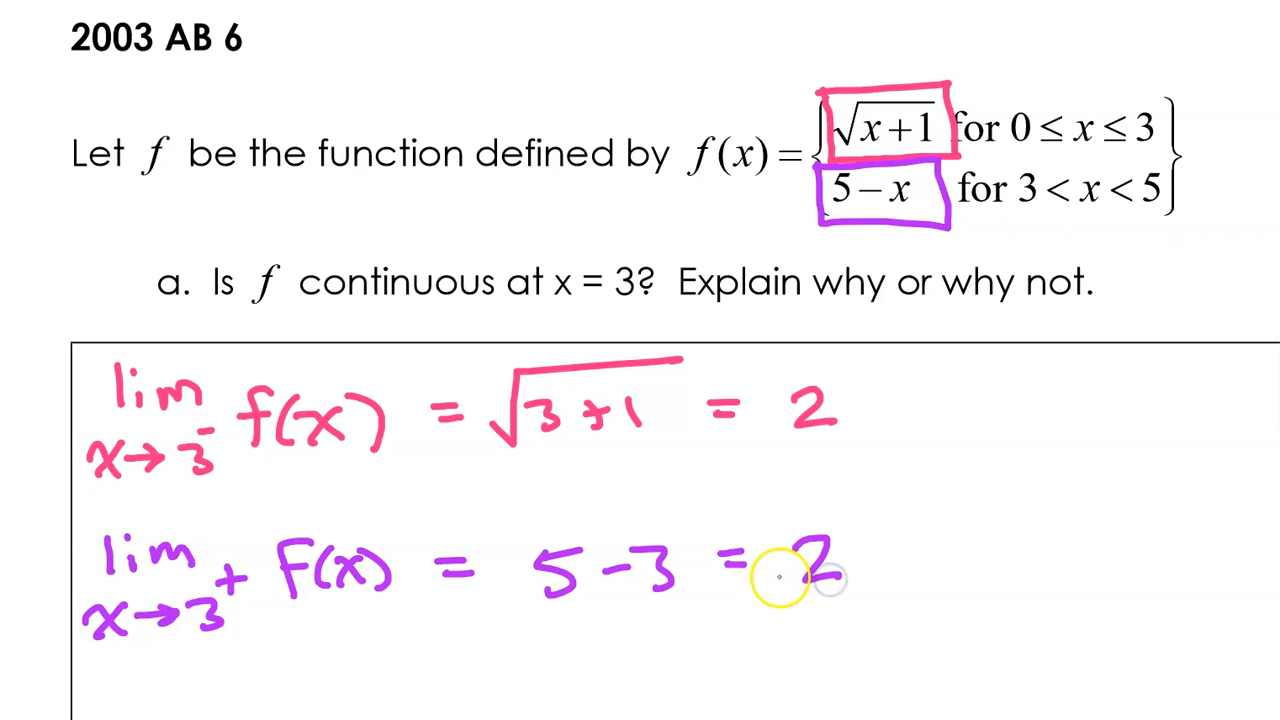 2003 AB 6
Let f be the function defined by f(x) = { √x+1 for 0 ≤ x ≤ 3
5 − x for 3 < x < 5 }
a. Is f continuous at x = 3? Explain why or why not.
lim x→3⁻ f(x) = √3+1 = 2
lim x→3⁺ f(x) = 5 - 3 = 2